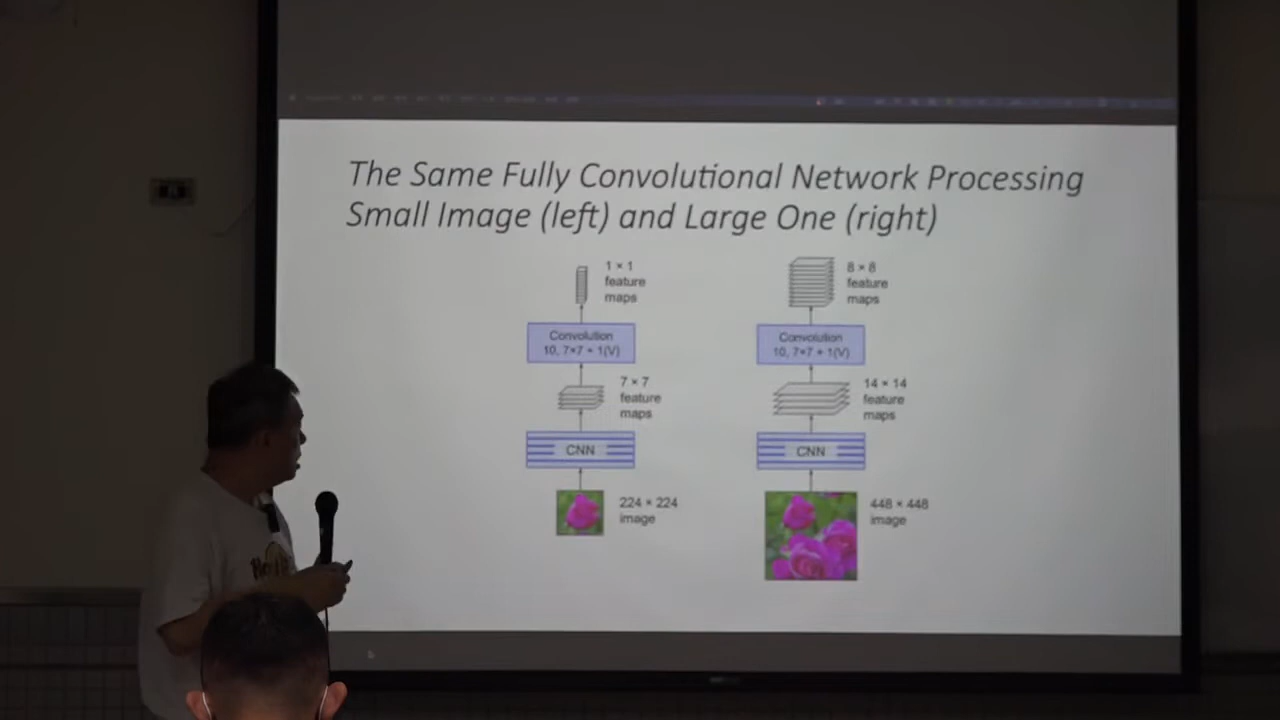 The Same Fully Convolutional Network Processing
Small Image (left) and Large One (right)
1 × 1
feature
maps
8 × 8
feature
maps
Convolution
10, 7×7 + 1(V)
Convolution
10, 7×7 + 1(V)
7 × 7
feature
maps
14 × 14
feature
maps
CNN
CNN
224 × 224
image
448 × 448
image